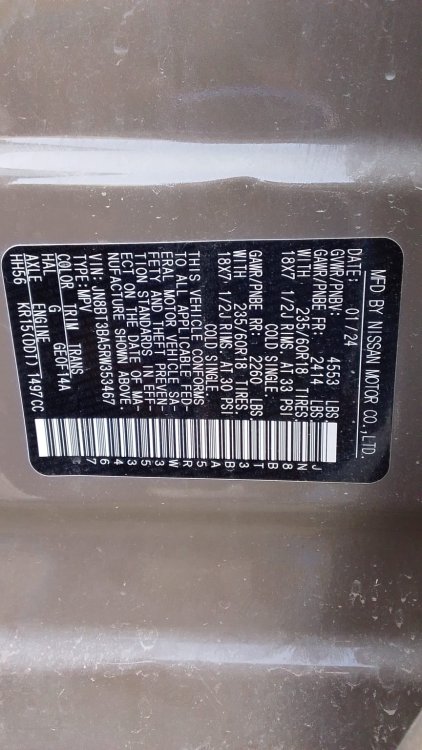 MFD BY NISSAN MOTOR CO.,LTD.
DATE: 01/24
GVWR/PNBV: 4553 LBS
GAWR/PNBE FR: 2414 LBS
WITH 235/60R18 TIRES;
18X7 1/2J RIMS, AT 33 PSI
COLD SINGLE
GAWR/PNBE RR: 2260 LBS
WITH 235/60R18 TIRES;
18X7 1/2J RIMS, AT 30 PSI
COLD SINGLE
THIS VEHICLE CONFORMS
TO ALL APPLICABLE FED-
ERAL MOTOR VEHICLE SA-
FETY AND THEFT PREVEN-
TION STANDARDS IN EFF-
ECT ON THE DATE OF MA-
NUFACTURE SHOWN ABOVE.
VIN: JN8BT3BA5RW353467
TYPE: MPV
COLOR TRIM TRANS
HAL G GE0F14A
AXLE ENGINE
HH56 KR15(DDT) 1497CC
JN8BT3BA5RW353467